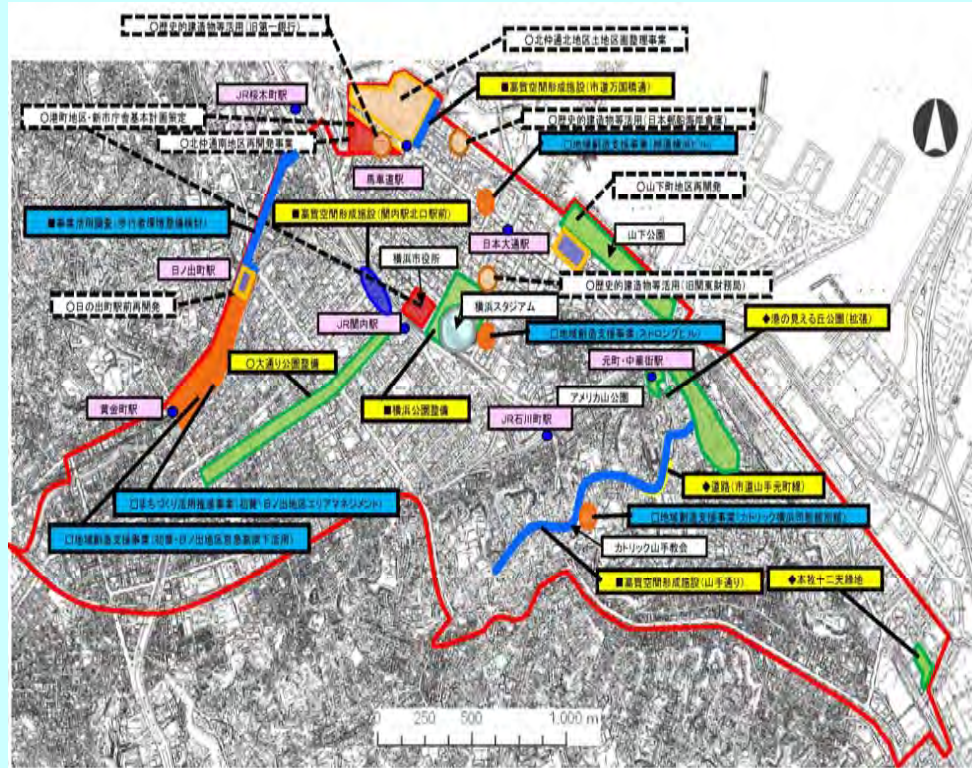 ○歴史的建造物等活用(旧第一銀行)
○北仲通北地区土地区画整理事業
JR桜木町駅
■高質空間形成施設(市道万国橋通)
○港町地区・新市庁舎基本計画策定
○歴史的建造物等活用(日本郵船海岸倉庫)
○北仲通南地区再開発事業
□地域創造支援事業
馬車道駅
○山下町地区再開発
■高質空間形成施設(関内駅北口駅前)
■事業活用調査(歩行者環境整備検討)
日本大通駅
山下公園
横浜市役所
日ノ出町駅
○歴史的建造物等活用(旧関東財務局)
○日の出町駅前再開発
横浜スタジアム
◆港の見える丘公園(拡張)
JR関内駅
□地域創造支援事業(ストロングビル)
○大通り公園整備
元町・中華街駅
アメリカ山公園
黄金町駅
■横浜公園整備
JR石川町駅
◆道路(市道山手元町線)
□まちづくり活用推進事業(初黄・日ノ出地区エリアマネジメント)
□地域創造支援事業(カトリック横浜司教館別館)
□地域創造支援事業(初黄・日ノ出地区京急高架下活用)
カトリック山手教会
■高質空間形成施設(山手通り)
◆本牧十二天緑地
0 250 500 1,000 m